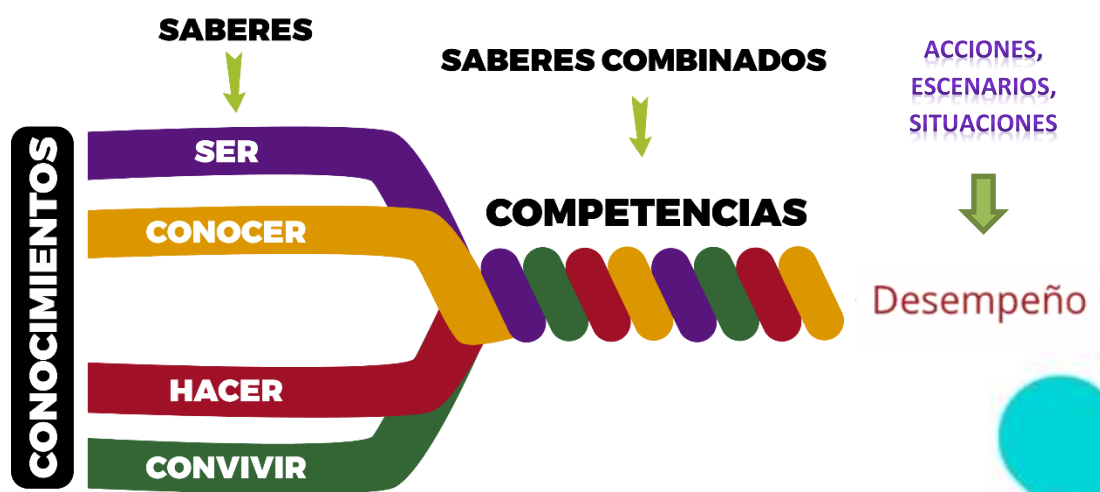 SABERES
SABERES COMBINADOS
ACCIONES,
ESCENARIOS,
SITUACIONES
CONOCIMIENTOS
SER
CONOCER
HACER
CONVIVIR
COMPETENCIAS
Desempeño